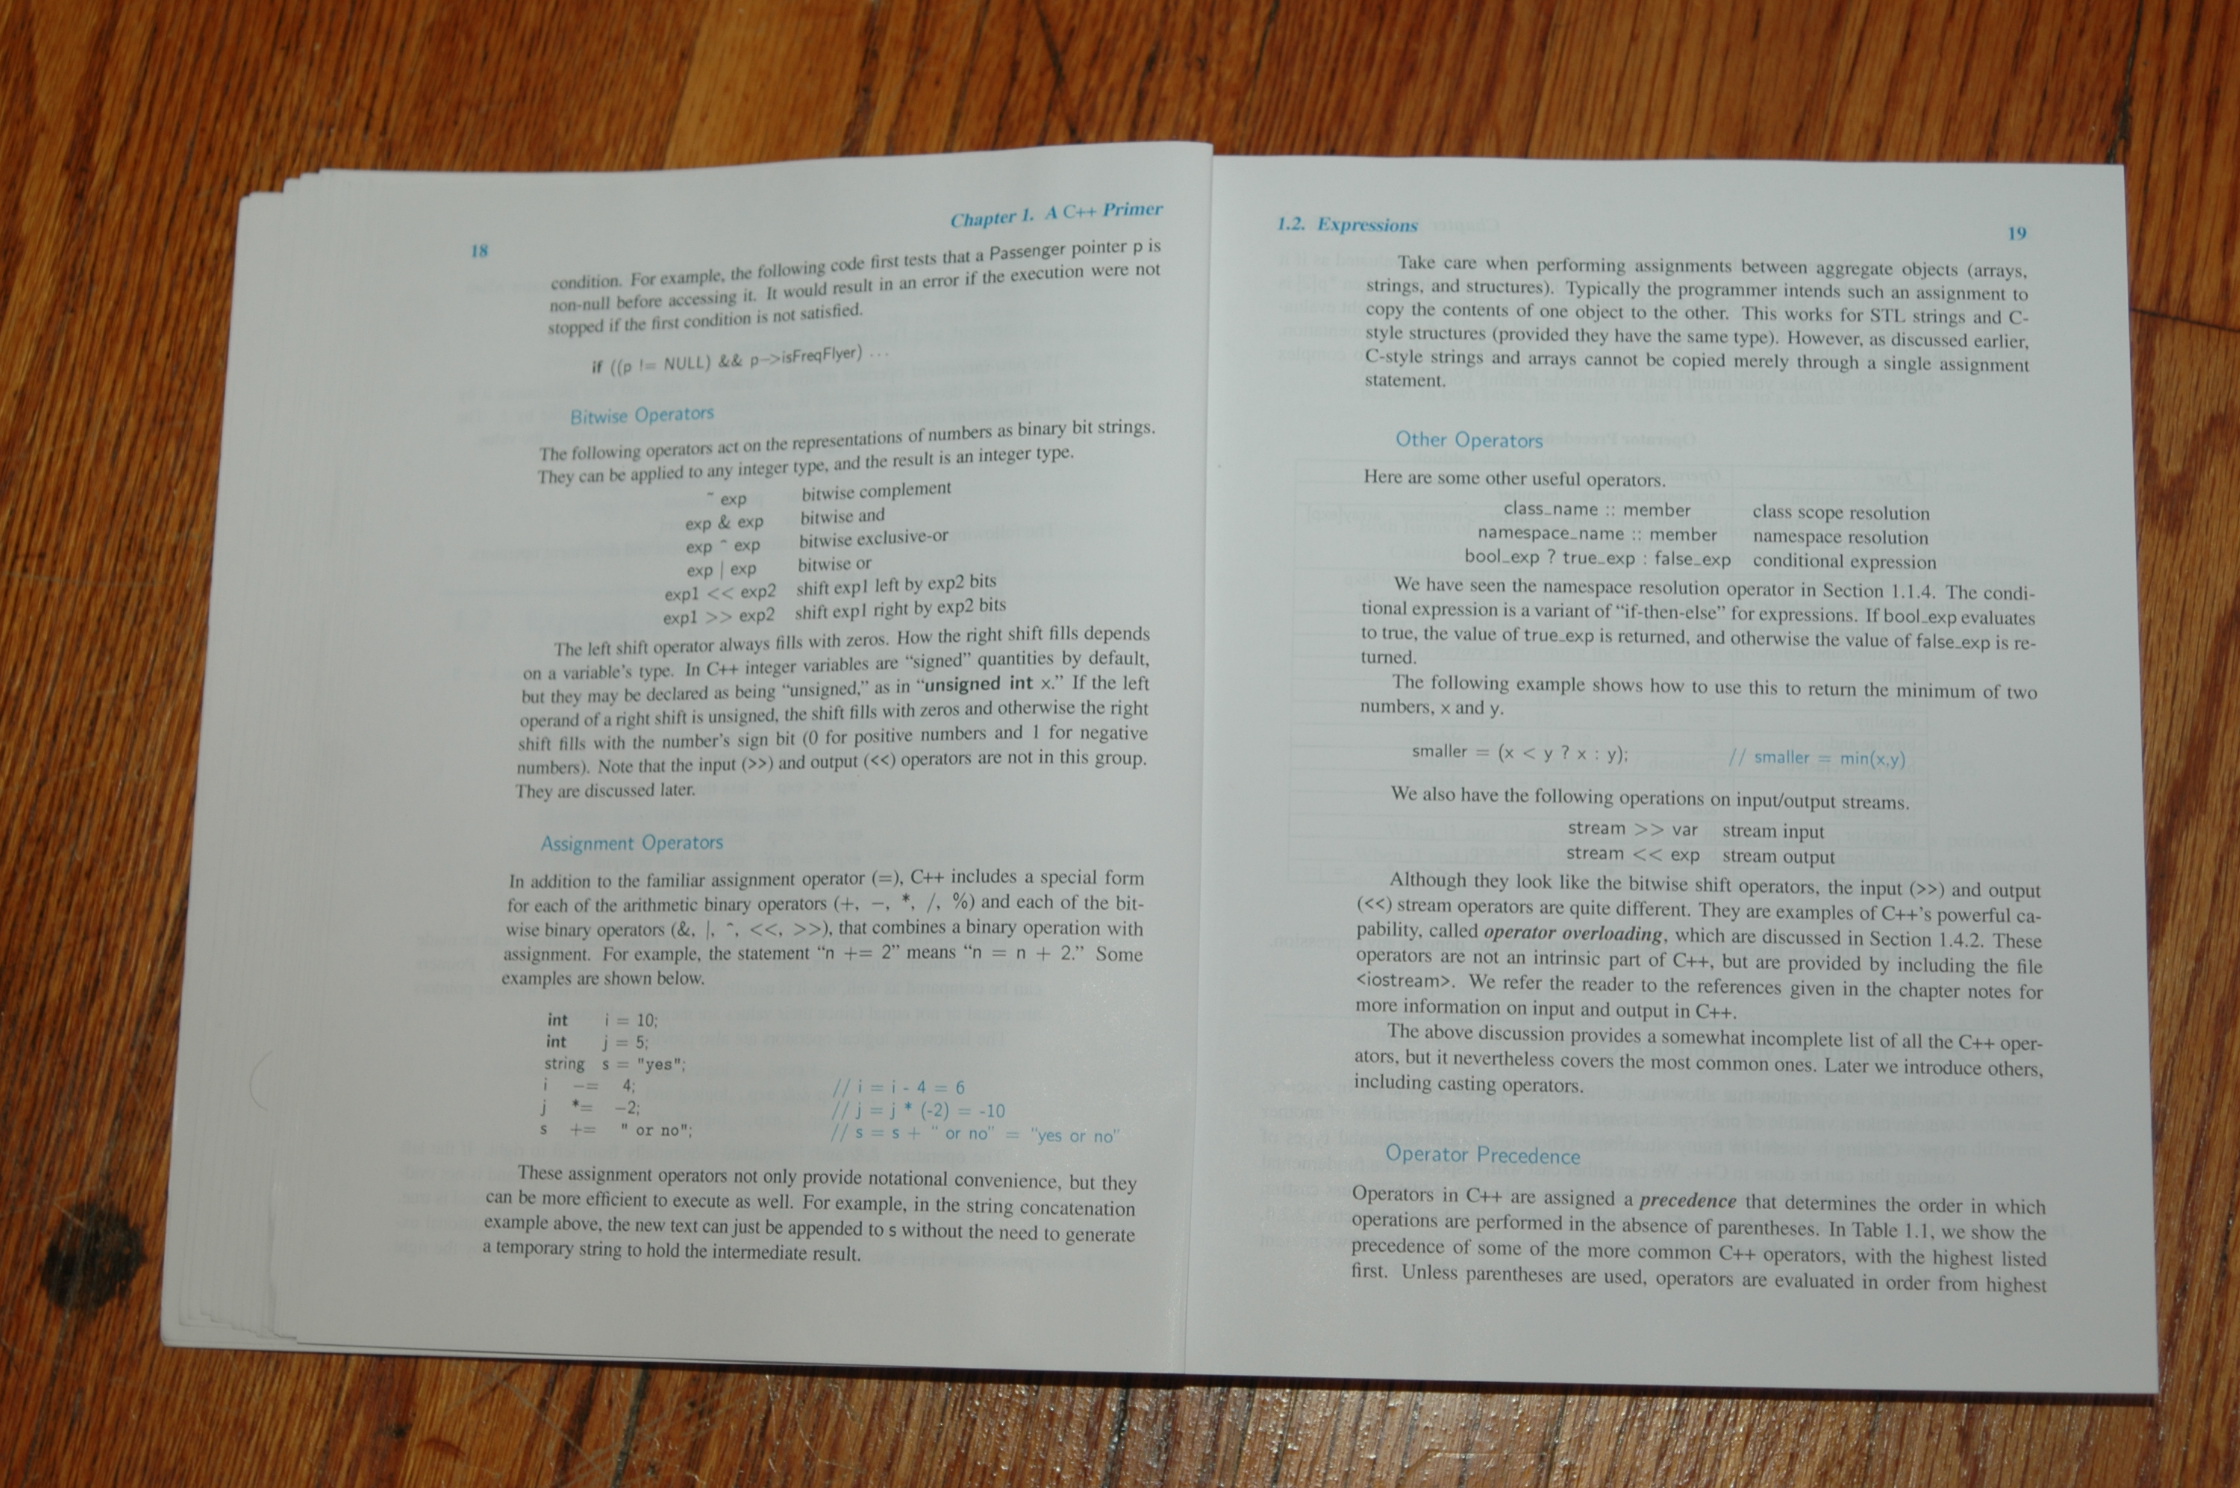 18
Chapter 1. A C++ Primer
condition. For example, the following code first tests that a Passenger pointer p is
non-null before accessing it. It would result in an error if the execution were not
stopped if the first condition is not satisfied.
if ((p != NULL) && p->isFreqFlyer) ...
Bitwise Operators
The following operators act on the representations of numbers as binary bit strings.
They can be applied to any integer type, and the result is an integer type.
~ exp bitwise complement
exp & exp bitwise and
exp ^ exp bitwise exclusive-or
exp | exp bitwise or
exp1 << exp2 shift exp1 left by exp2 bits
exp1 >> exp2 shift exp1 right by exp2 bits
The left shift operator always fills with zeros. How the right shift fills depends
on a variable's type. In C++ integer variables are “signed” quantities by default,
but they may be declared as being “unsigned,” as in “unsigned int x.” If the left
operand of a right shift is unsigned, the shift fills with zeros and otherwise the right
shift fills with the number's sign bit (0 for positive numbers and 1 for negative
numbers). Note that the input (>>) and output (<<) operators are not in this group.
They are discussed later.
Assignment Operators
In addition to the familiar assignment operator (=), C++ includes a special form
for each of the arithmetic binary operators (+, −, *, /, %) and each of the bit-
wise binary operators (&, |, ^, <<, >>), that combines a binary operation with
assignment. For example, the statement “n += 2” means “n = n + 2.” Some
examples are shown below.
int i = 10;
int j = 5;
string s = "yes";
i −= 4; // i = i - 4 = 6
j *= −2; // j = j * (-2) = -10
s += " or no"; // s = s + " or no" = "yes or no"
These assignment operators not only provide notational convenience, but they
can be more efficient to execute as well. For example, in the string concatenation
example above, the new text can just be appended to s without the need to generate
a temporary string to hold the intermediate result.
1.2. Expressions
19
Take care when performing assignments between aggregate objects (arrays,
strings, and structures). Typically the programmer intends such an assignment to
copy the contents of one object to the other. This works for STL strings and C-
style structures (provided they have the same type). However, as discussed earlier,
C-style strings and arrays cannot be copied merely through a single assignment
statement.
Other Operators
Here are some other useful operators.
class_name :: member class scope resolution
namespace_name :: member namespace resolution
bool_exp ? true_exp : false_exp conditional expression
We have seen the namespace resolution operator in Section 1.1.4. The condi-
tional expression is a variant of “if-then-else” for expressions. If bool_exp evaluates
to true, the value of true_exp is returned, and otherwise the value of false_exp is re-
turned.
The following example shows how to use this to return the minimum of two
numbers, x and y.
smaller = (x < y ? x : y); // smaller = min(x,y)
We also have the following operations on input/output streams.
stream >> var stream input
stream << exp stream output
Although they look like the bitwise shift operators, the input (>>) and output
(<<) stream operators are quite different. They are examples of C++'s powerful ca-
pability, called operator overloading, which are discussed in Section 1.4.2. These
operators are not an intrinsic part of C++, but are provided by including the file
<iostream>. We refer the reader to the references given in the chapter notes for
more information on input and output in C++.
The above discussion provides a somewhat incomplete list of all the C++ oper-
ators, but it nevertheless covers the most common ones. Later we introduce others,
including casting operators.
Operator Precedence
Operators in C++ are assigned a precedence that determines the order in which
operations are performed in the absence of parentheses. In Table 1.1, we show the
precedence of some of the more common C++ operators, with the highest listed
first. Unless parentheses are used, operators are evaluated in order from highest